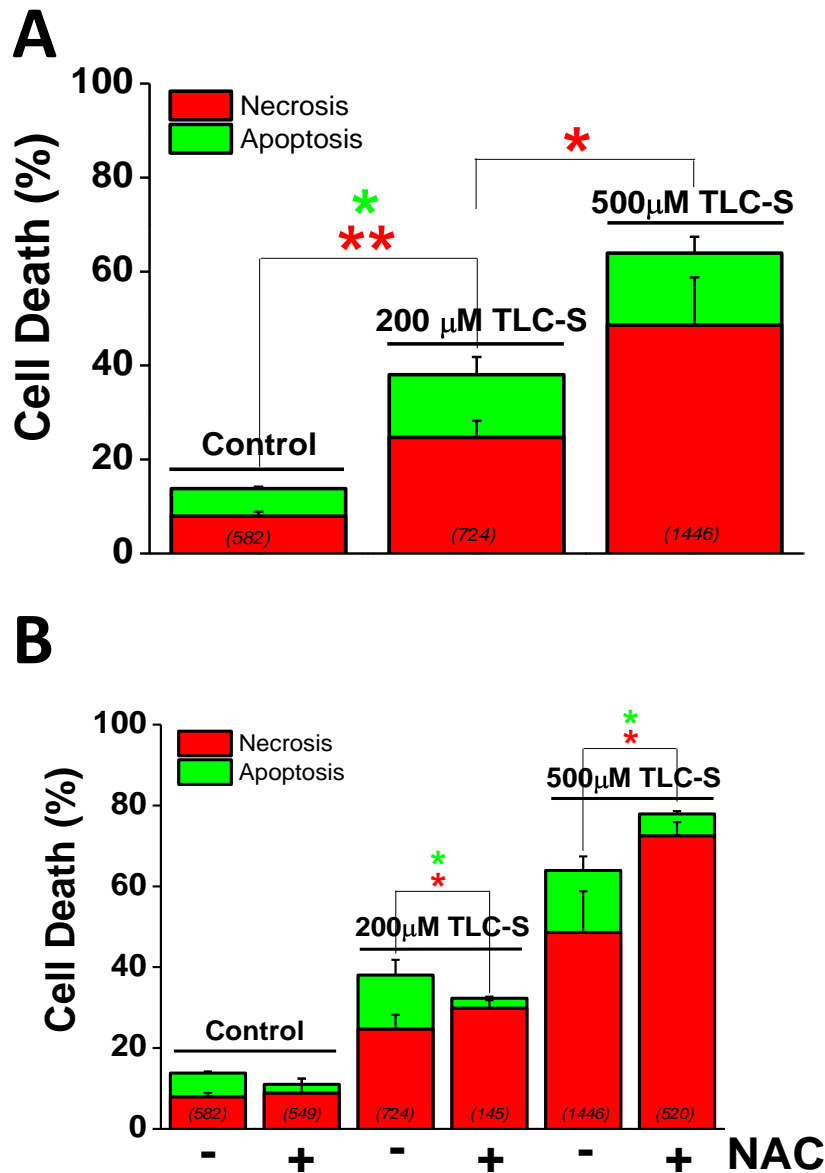 A
100
80
60
40
20
0
Cell Death (%)
Necrosis
Apoptosis
*
*
**
500μM TLC-S
200 μM TLC-S
Control
(582)
(724)
(1446)
B
100
80
60
40
20
0
Cell Death (%)
Necrosis
Apoptosis
*
*
500μM TLC-S
*
*
200μM TLC-S
Control
(582) (549) (724) (145) (1446) (520)
- + - + - + NAC